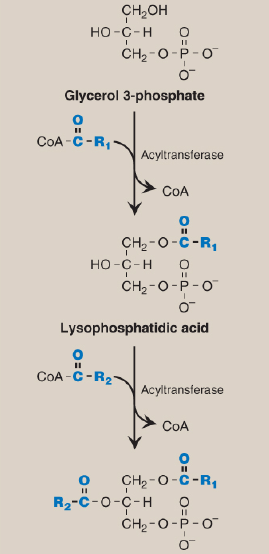 CH2OH
HO-C-H O
CH2-O-P-O-
O-
Glycerol 3-phosphate
O
CoA-C-R1
Acyltransferase
CoA
O
CH2-O-C-R1
HO-C-H O
CH2-O-P-O-
O-
Lysophosphatidic acid
O
CoA-C-R2
Acyltransferase
CoA
O
O CH2-O-C-R1
R2-C-O-C-H O
CH2-O-P-O-
O-